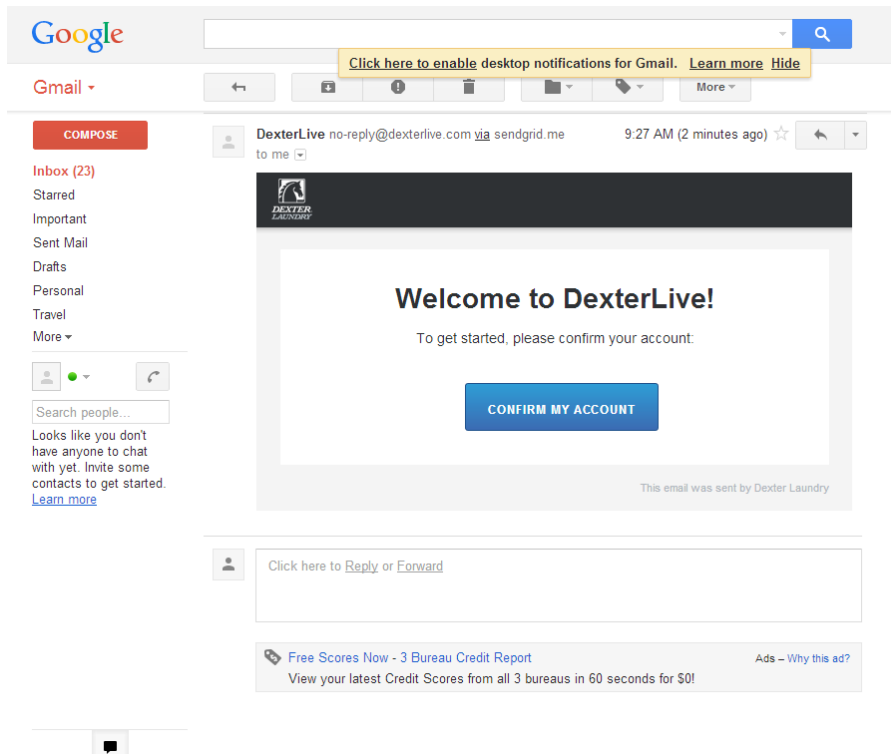 Google
Click here to enable desktop notifications for Gmail. Learn more Hide
Gmail
More
COMPOSE
Inbox (23)
Starred
Important
Sent Mail
Drafts
Personal
Travel
More
Search people...
Looks like you don't
have anyone to chat
with yet. Invite some
contacts to get started.
Learn more
DexterLive no-reply@dexterlive.com via sendgrid.me
9:27 AM (2 minutes ago)
to me
DEXTER
LAUNDRY
Welcome to DexterLive!
To get started, please confirm your account:
CONFIRM MY ACCOUNT
This email was sent by Dexter Laundry
Click here to Reply or Forward
Free Scores Now - 3 Bureau Credit Report
Ads – Why this ad?
View your latest Credit Scores from all 3 bureaus in 60 seconds for $0!